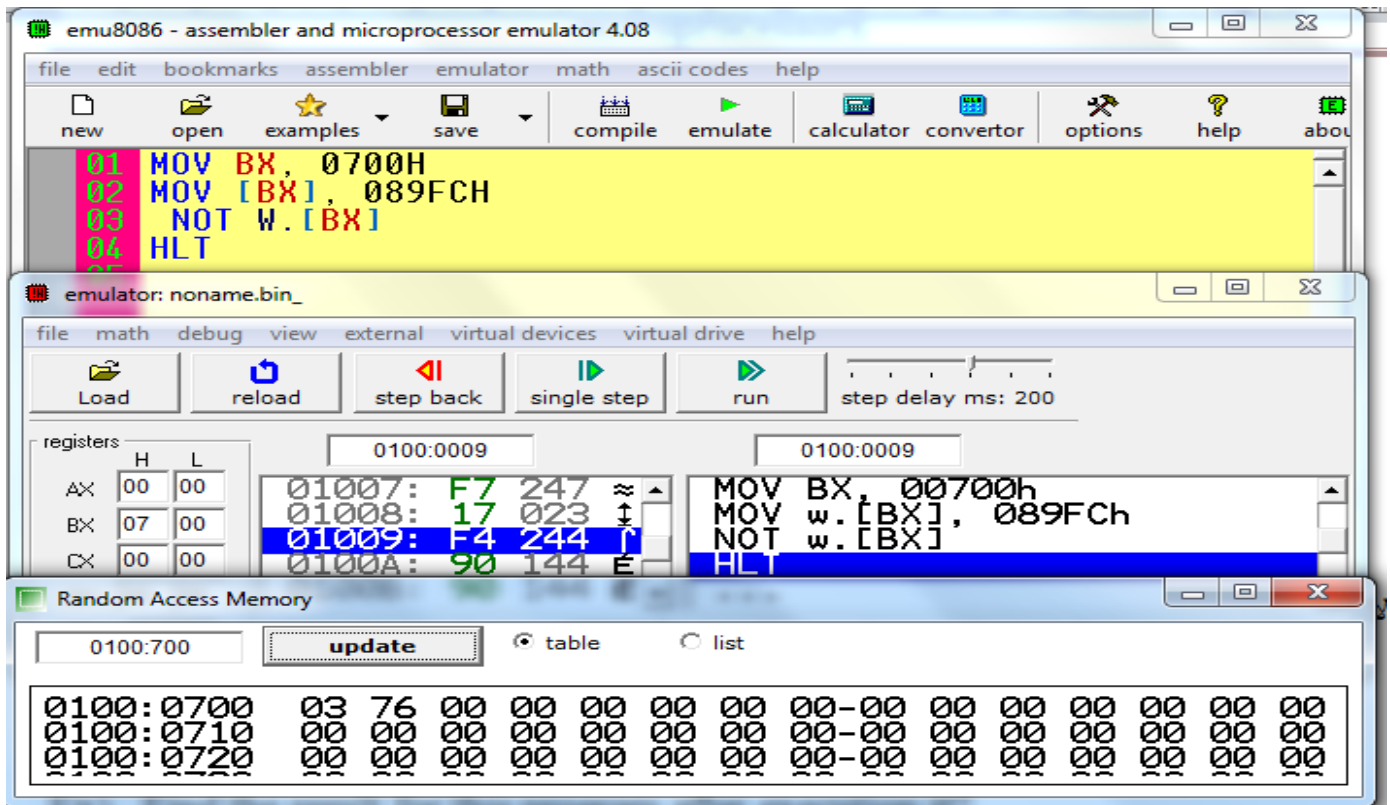 emu8086 - assembler and microprocessor emulator 4.08
file edit bookmarks assembler emulator math ascii codes help
new open examples save compile emulate calculator convertor options help abou
01 MOV BX, 0700H
02 MOV [BX], 089FCH
03 NOT W.[BX]
04 HLT
emulator: noname.bin_
file math debug view external virtual devices virtual drive help
Load reload step back single step run step delay ms: 200
registers 0100:0009 0100:0009
H L
AX 00 00
BX 07 00
CX 00 00
01007: F7 247 ≈
01008: 17 023 ↕
01009: F4 244 ⌠
0100A: 90 144 É
MOV BX, 00700h
MOV w.[BX], 089FCh
NOT w.[BX]
HLT
Random Access Memory
0100:700 update table list
0100:0700 03 76 00 00 00 00 00 00-00 00 00 00 00 00 00
0100:0710 00 00 00 00 00 00 00 00-00 00 00 00 00 00 00
0100:0720 00 00 00 00 00 00 00 00-00 00 00 00 00 00 00